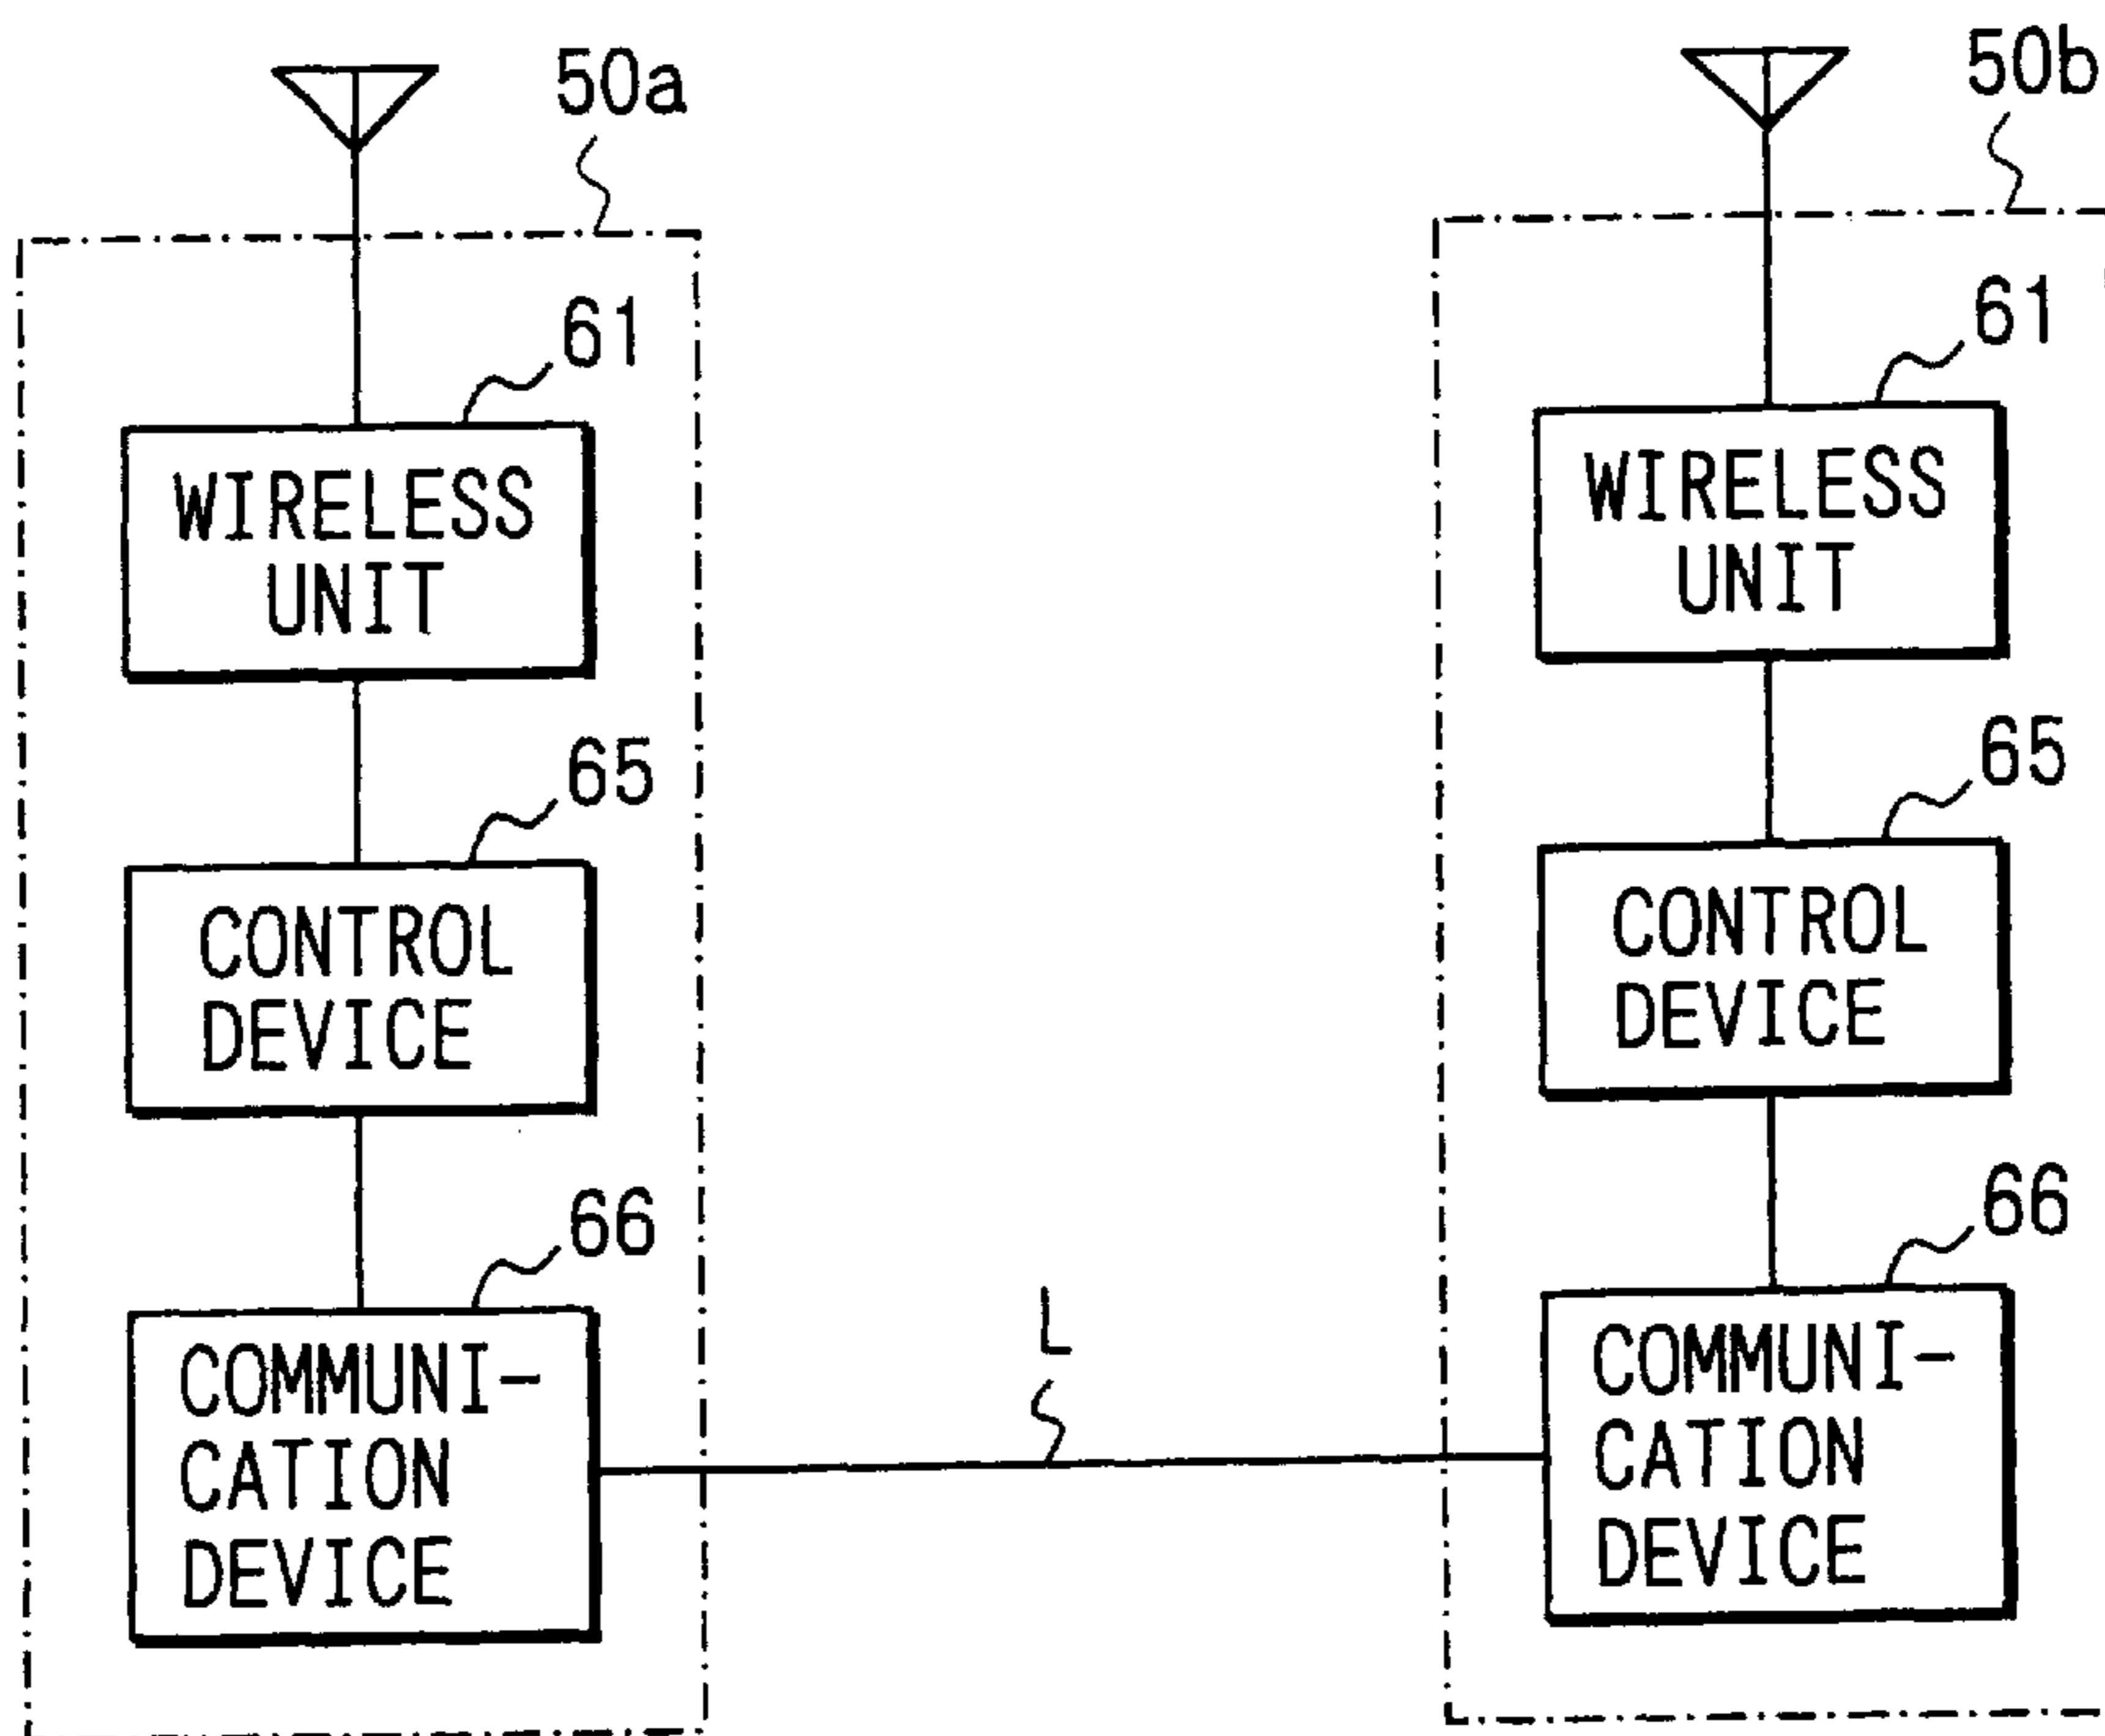 50a
61
WIRELESS
UNIT
65
CONTROL
DEVICE
66
COMMUNI-
CATION
DEVICE
L
50b
61
WIRELESS
UNIT
65
CONTROL
DEVICE
66
COMMUNI-
CATION
DEVICE